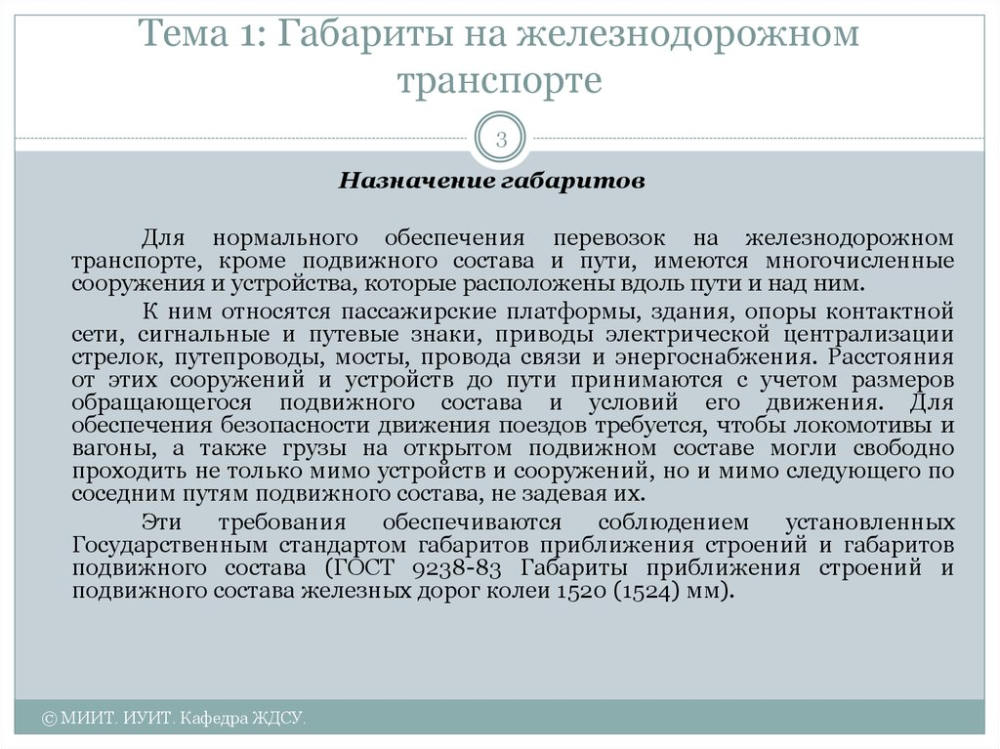 Тема 1: Габариты на железнодорожном
транспорте
3
Назначение габаритов
Для нормального обеспечения перевозок на железнодорожном
транспорте, кроме подвижного состава и пути, имеются многочисленные
сооружения и устройства, которые расположены вдоль пути и над ним.
К ним относятся пассажирские платформы, здания, опоры контактной
сети, сигнальные и путевые знаки, приводы электрической централизации
стрелок, путепроводы, мосты, провода связи и энергоснабжения. Расстояния
от этих сооружений и устройств до пути принимаются с учетом размеров
обращающегося подвижного состава и условий его движения. Для
обеспечения безопасности движения поездов требуется, чтобы локомотивы и
вагоны, а также грузы на открытом подвижном составе могли свободно
проходить не только мимо устройств и сооружений, но и мимо следующего по
соседним путям подвижного состава, не задевая их.
Эти требования обеспечиваются соблюдением установленных
Государственным стандартом габаритов приближения строений и габаритов
подвижного состава (ГОСТ 9238-83 Габариты приближения строений и
подвижного состава железных дорог колеи 1520 (1524) мм).
© МИИТ. ИУИТ. Кафедра ЖДСУ.